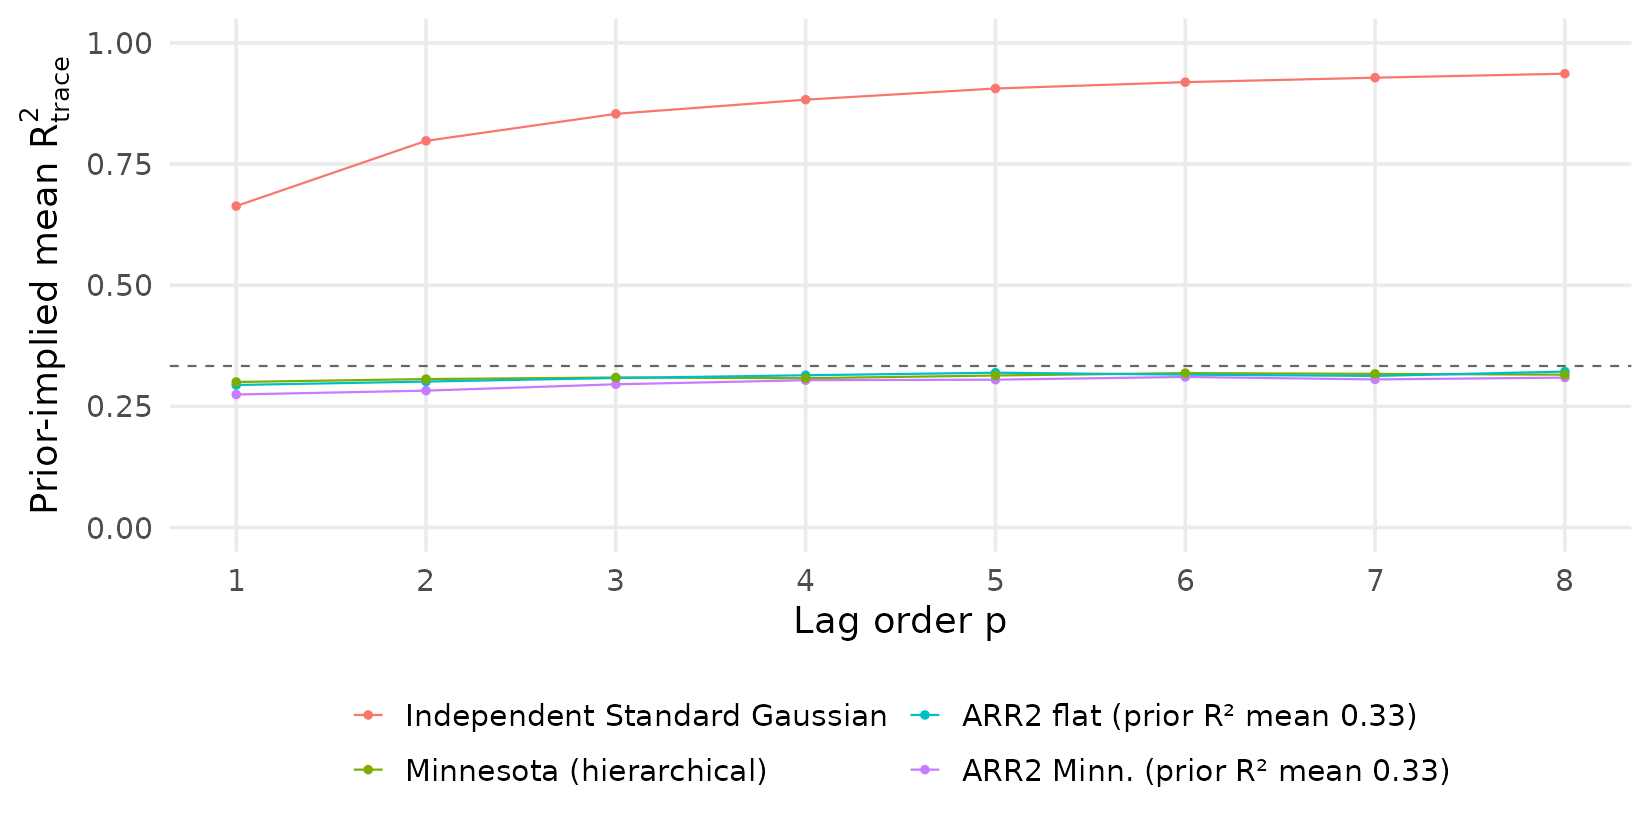 Prior-implied mean R²trace
1.00
0.75
0.50
0.25
0.00
1 2 3 4 5 6 7 8
Lag order p
Independent Standard Gaussian
Minnesota (hierarchical)
ARR2 flat (prior R² mean 0.33)
ARR2 Minn. (prior R² mean 0.33)